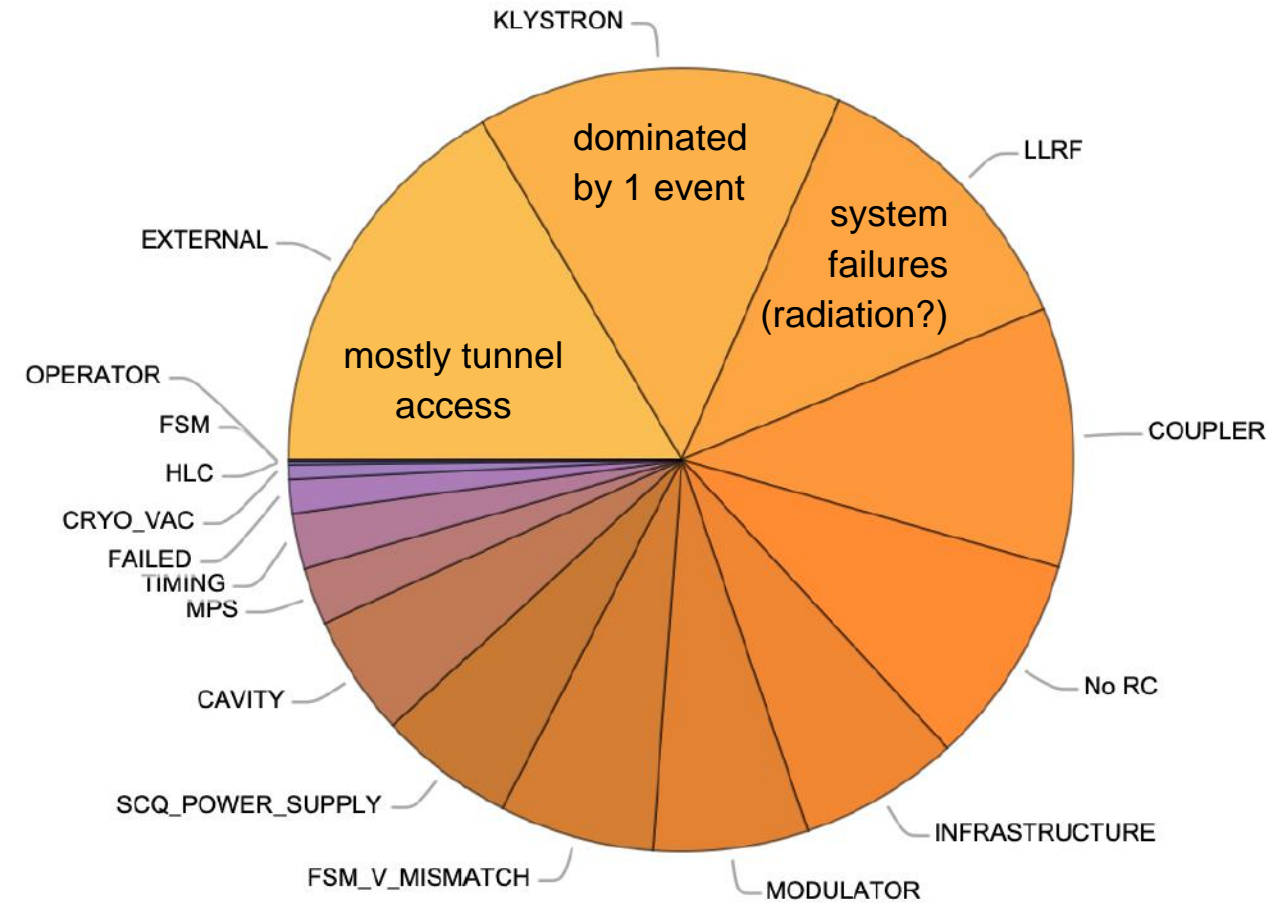 KLYSTRON
dominated
by 1 event
LLRF
system
failures
(radiation?)
EXTERNAL
mostly tunnel
access
OPERATOR
FSM
HLC
CRYO_VAC
FAILED
TIMING
MPS
COUPLER
CAVITY
No RC
SCQ_POWER_SUPPLY
INFRASTRUCTURE
FSM_V_MISMATCH
MODULATOR